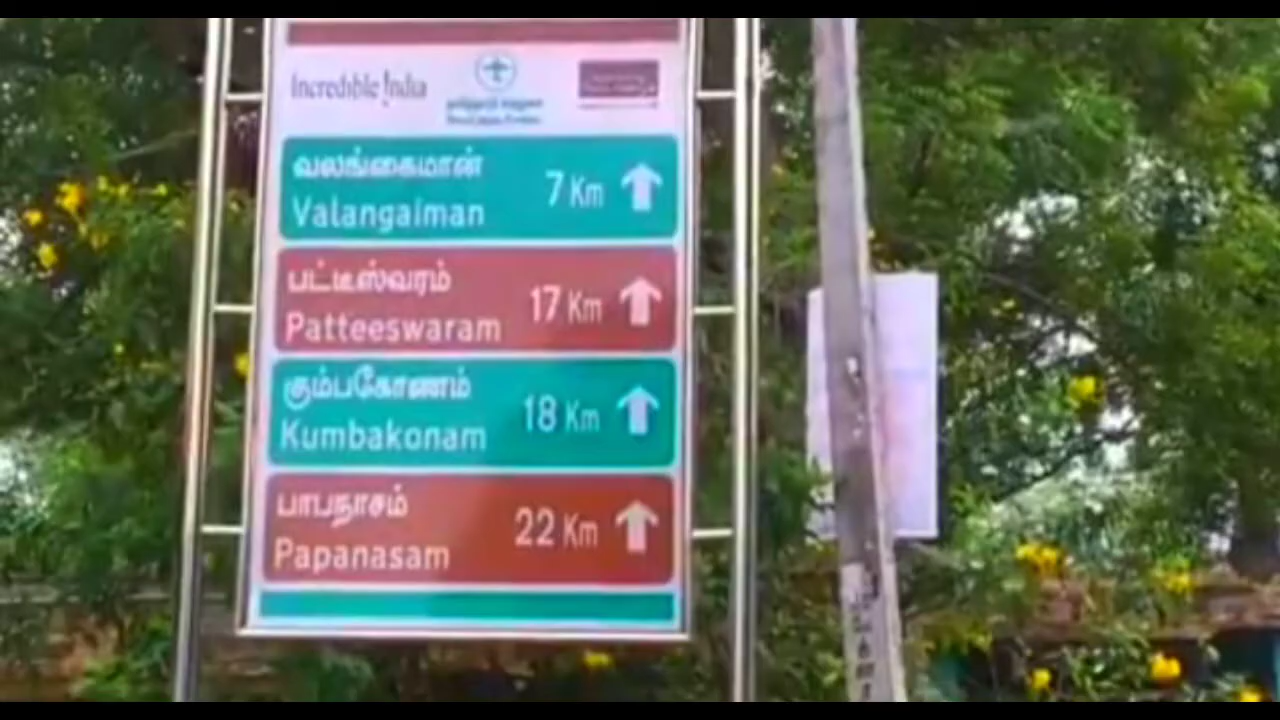 Incredible India
வலங்கைமான்
Valangaiman
7 Km
பட்டீஸ்வரம்
Patteeswaram
17 Km
கும்பகோணம்
Kumbakonam
18 Km
பாபநாசம்
Papanasam
22 Km